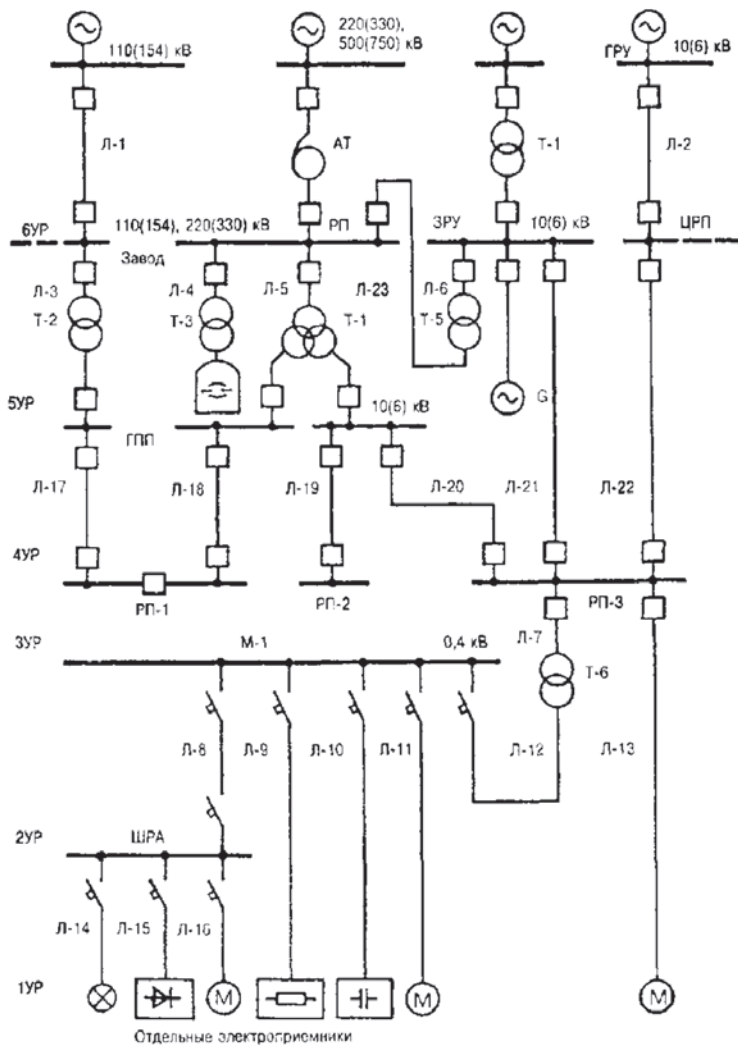 220(330),
110(154) кВ
500(750) кВ
ГРУ
10(6) кВ
Л-1
АТ
Т-1
Л-2
6УР
110(154), 220(330) кВ
РП
ЗРУ
10(6) кВ
ЦРП
Завод
Л-3
Л-4
Л-5
Л-23
Л-6
Т-2
Т-3
Т-1
Т-5
5УР
10(6) кВ
G
ГПП
Л-17
Л-18
Л-19
Л-20
Л-21
Л-22
4УР
РП-1
РП-2
РП-3
3УР
М-1
0,4 кВ
Л-7
Т-6
Л-8
Л-9
Л-10
Л-11
Л-12
Л-13
2УР
ШРА
Л-14
Л-15
Л-16
1УР
М
М
М
Отдельные электроприемники